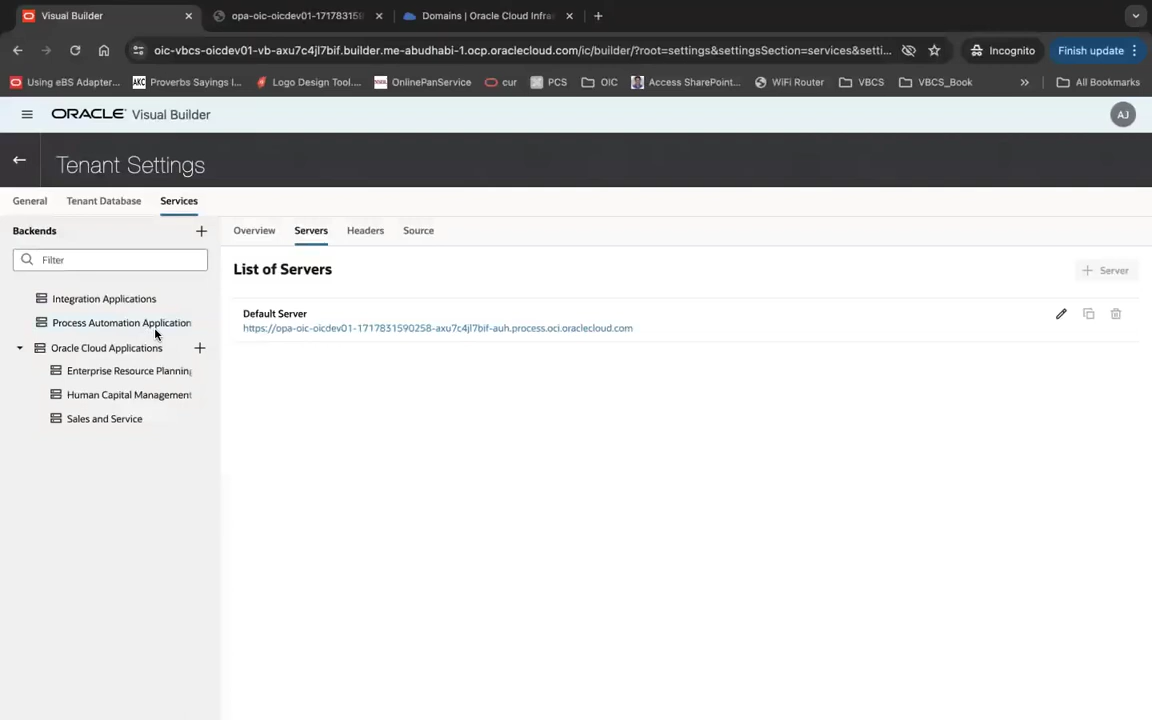 Visual Builder
opa-oic-oicdev01-171783159
Domains | Oracle Cloud Infra
oic-vbcs-oicdev01-vb-axu7c4jl7bif.builder.me-abudhabi-1.ocp.oraclecloud.com/ic/builder/?root=settings&settingsSection=services&setti...
Incognito
Finish update
Using eBS Adapter...
AKC
Proverbs Sayings I...
Logo Design Tool....
OnlinePanService
cur
PCS
OIC
Access SharePoint...
WiFi Router
VBCS
VBCS_Book
»
All Bookmarks
ORACLE Visual Builder
AJ
Tenant Settings
General
Tenant Database
Services
Backends
Overview
Servers
Headers
Source
Filter
List of Servers
Server
Integration Applications
Process Automation Application
Oracle Cloud Applications
Enterprise Resource Planning
Human Capital Management
Sales and Service
Default Server
https://opa-oic-oicdev01-1717831590258-axu7c4jl7bif-auh.process.oci.oraclecloud.com